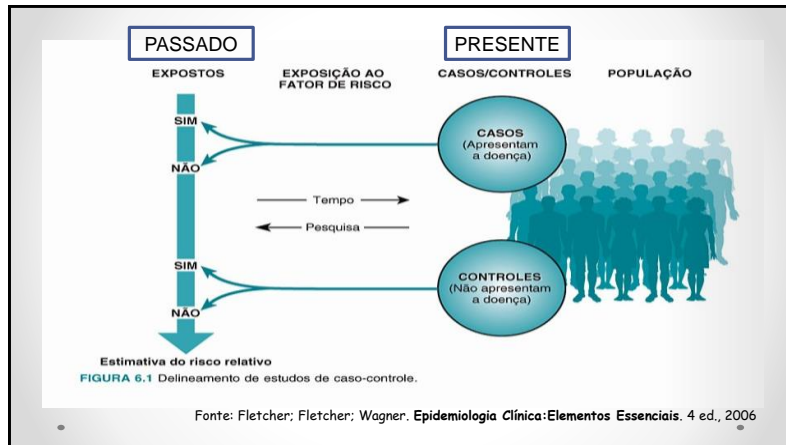 PASSADO
PRESENTE
EXPOSTOS
EXPOSIÇÃO AO
FATOR DE RISCO
CASOS/CONTROLES
POPULAÇÃO
SIM
NÃO
CASOS
(Apresentam
a doença)
Tempo
Pesquisa
SIM
NÃO
CONTROLES
(Não apresentam
a doença)
Estimativa do risco relativo
FIGURA 6.1 Delineamento de estudos de caso-controle.
Fonte: Fletcher; Fletcher; Wagner. Epidemiologia Clínica:Elementos Essenciais. 4 ed., 2006